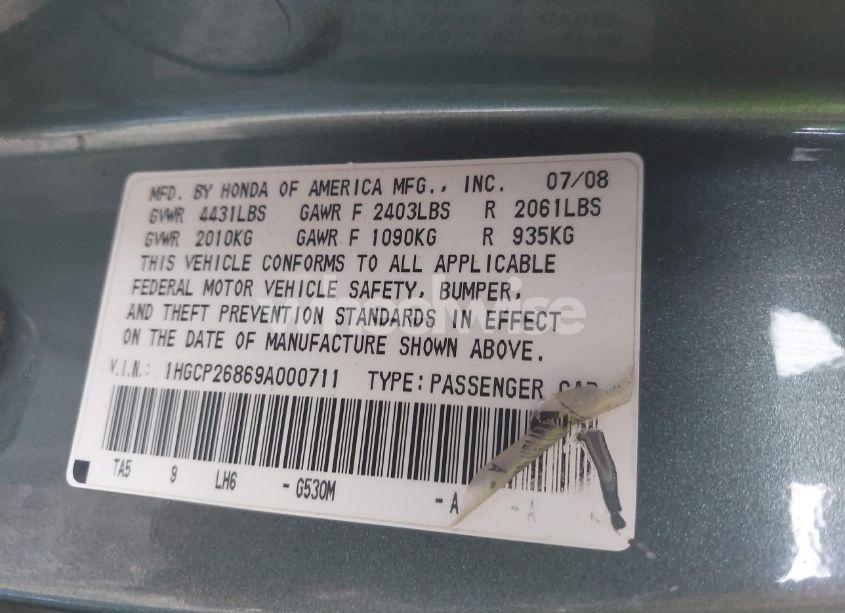 MFD. BY HONDA OF AMERICA MFG., INC. 07/08
GVWR 4431LBS GAWR F 2403LBS R 2061LBS
GVWR 2010KG GAWR F 1090KG R 935KG
THIS VEHICLE CONFORMS TO ALL APPLICABLE
FEDERAL MOTOR VEHICLE SAFETY, BUMPER,
AND THEFT PREVENTION STANDARDS IN EFFECT
ON THE DATE OF MANUFACTURE SHOWN ABOVE.
V.I.N.: 1HGCP26869A000711 TYPE: PASSENGER CAR
TA5 9 LH6 - G530M - A - A R
wheelwise